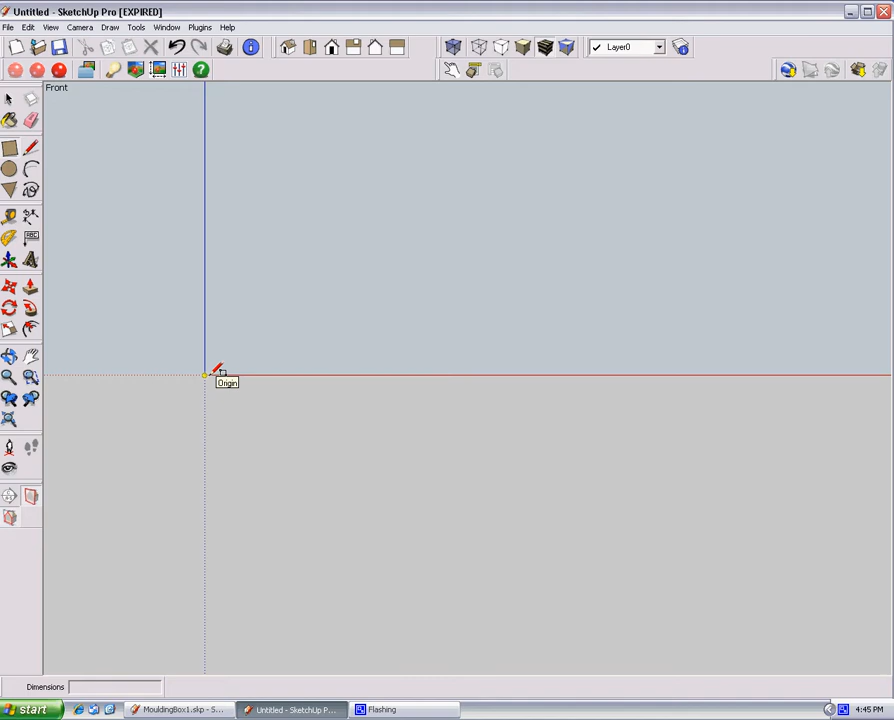 Untitled - SketchUp Pro [EXPIRED]
File Edit View Camera Draw Tools Window Plugins Help
Layer0
Front
ABC
Origin
Dimensions
start
MouldingBox1.skp - S...
Untitled - SketchUp P...
Flashing
4:45 PM